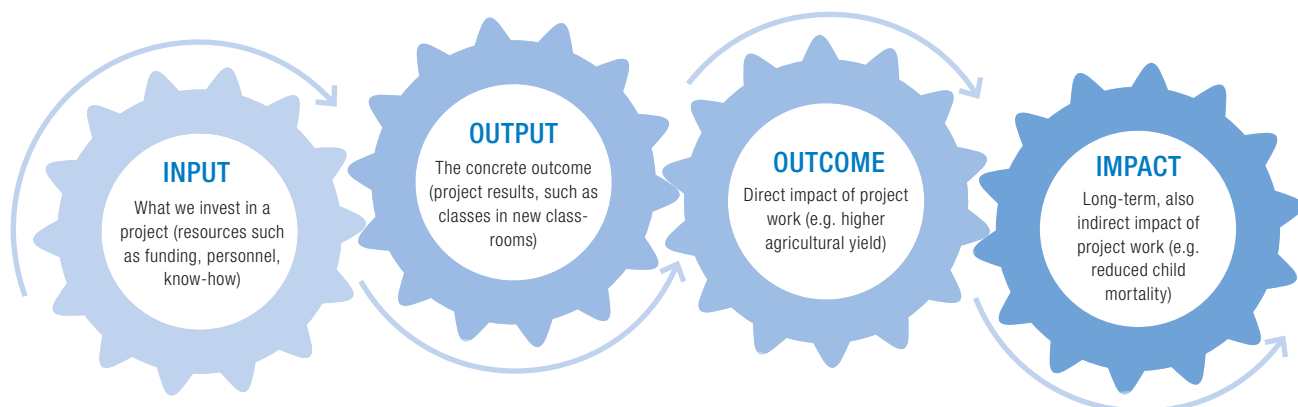 INPUT
What we invest in a
project (resources such
as funding, personnel,
know-how)
OUTPUT
The concrete outcome
(project results, such as
classes in new class-
rooms)
OUTCOME
Direct impact of project
work (e.g. higher
agricultural yield)
IMPACT
Long-term, also
indirect impact of
project work (e.g.
reduced child
mortality)